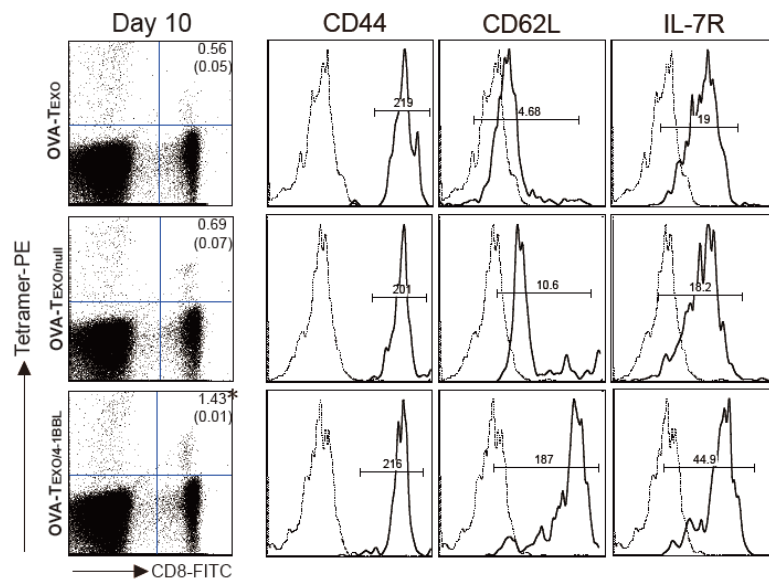 Day 10 CD44 CD62L IL-7R
OVA-TEXO
0.56
(0.05)
219
4.68
19
OVA-TEXO/null
0.69
(0.07)
201
10.6
18.2
OVA-TEXO/4-1BBL
1.43*
(0.01)
216
187
44.9
Tetramer-PE
CD8-FITC